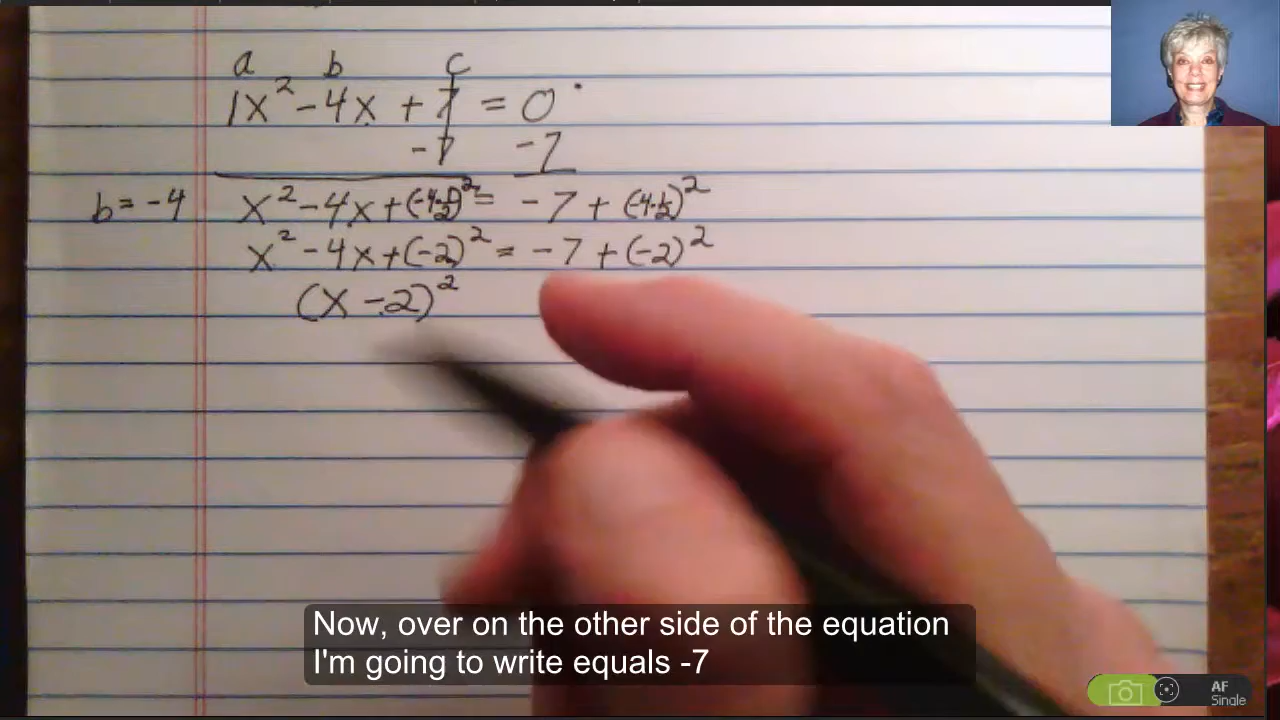 a b c
1x² - 4x + 7 = 0
-7 -7
b = -4 x² - 4x + (-4·½)² = -7 + (-4·½)²
x² - 4x + (-2)² = -7 + (-2)²
(x - 2)²
Now, over on the other side of the equation
I'm going to write equals -7
AF
Single